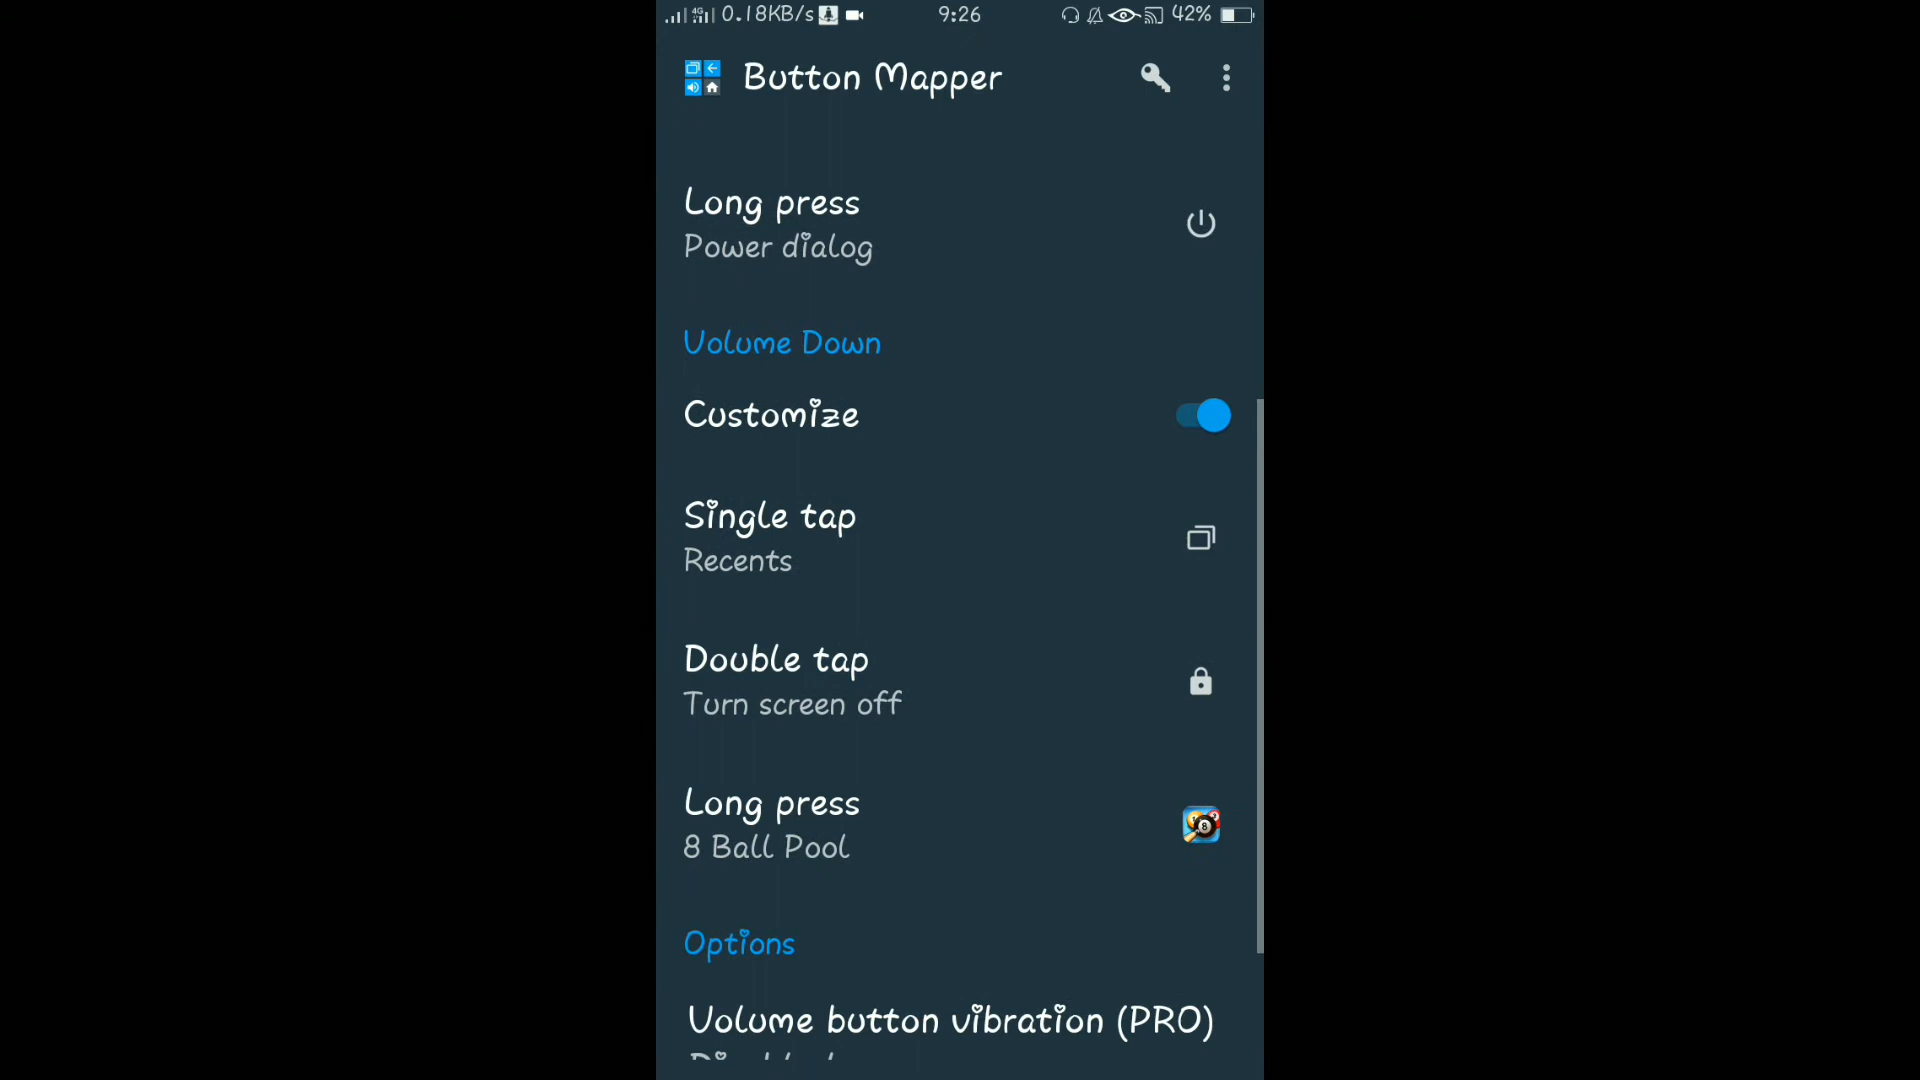 4G 0.18KB/s 9:26 42%
Button Mapper
Long press
Power dialog
Volume Down
Customize
Single tap
Recents
Double tap
Turn screen off
Long press
8 Ball Pool
Options
Volume button vibration (PRO)